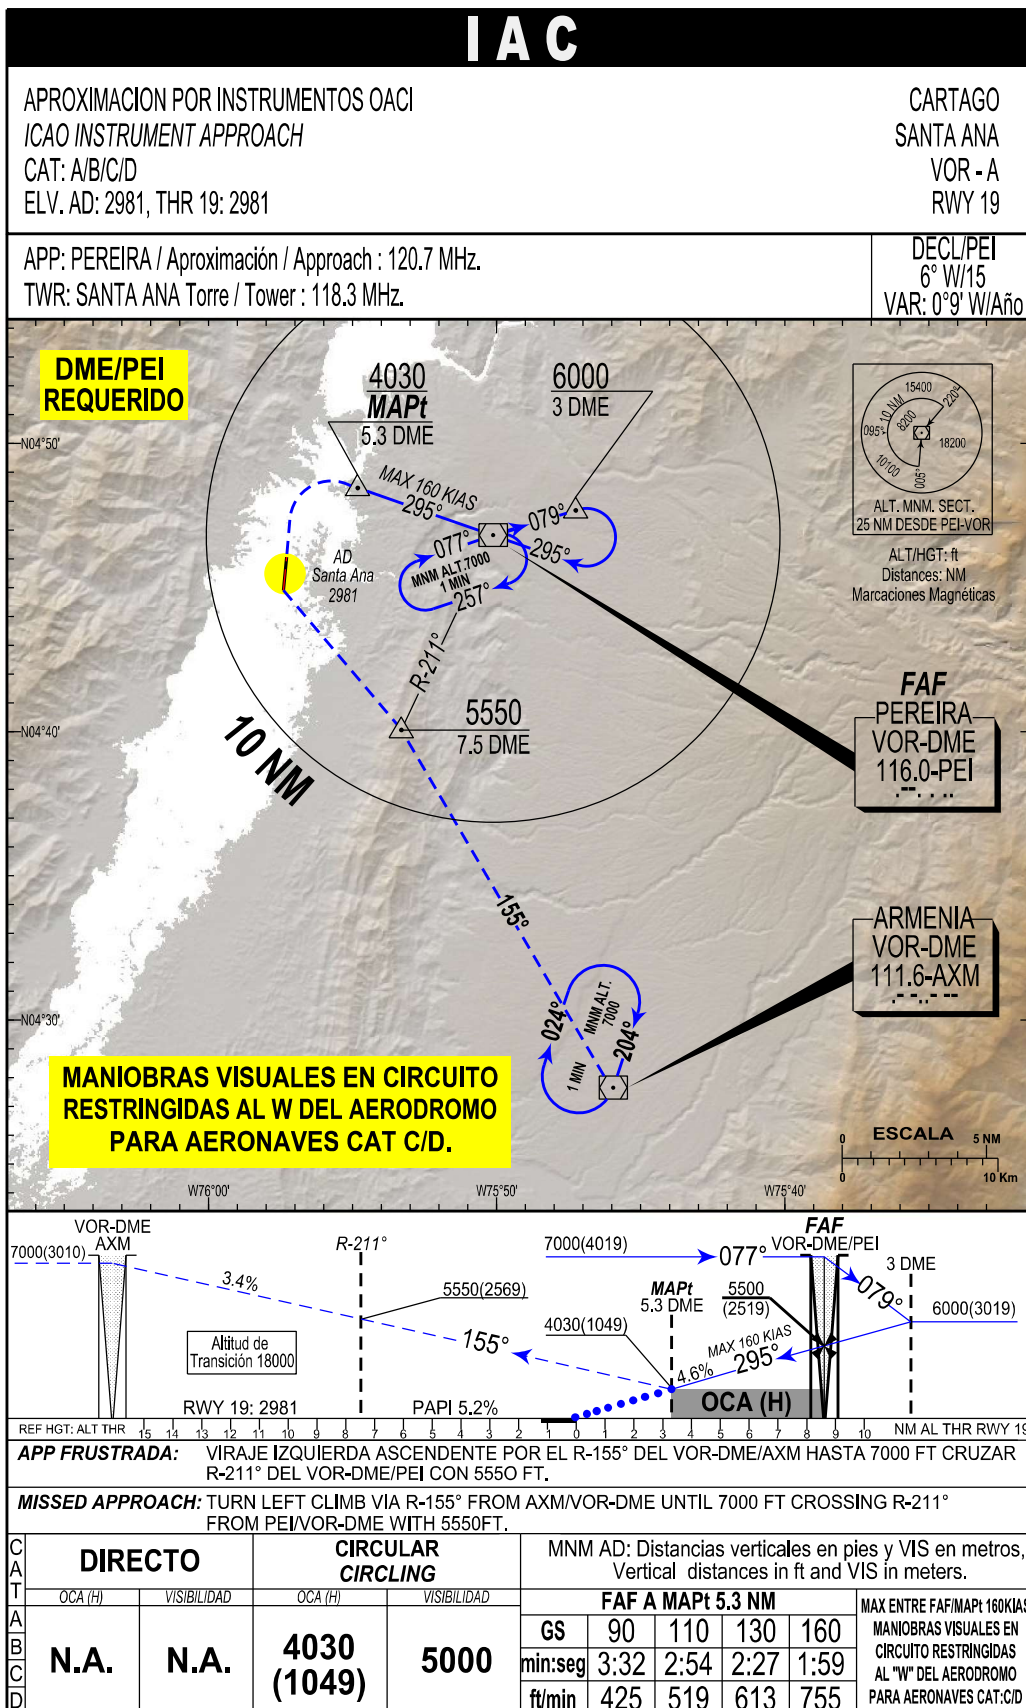 IAC
APROXIMACION POR INSTRUMENTOS OACI
ICAO INSTRUMENT APPROACH
CAT: A/B/C/D
ELV. AD: 2981, THR 19: 2981
CARTAGO
SANTA ANA
VOR - A
RWY 19
APP: PEREIRA / Aproximación / Approach : 120.7 MHz.
TWR: SANTA ANA Torre / Tower : 118.3 MHz.
DECL/PEI
6° W/15
VAR: 0°9' W/Año
DME/PEI
REQUERIDO
4030
MAPt
5.3 DME
6000
3 DME
15400
220°
10 NM
095°
8200
18200
10100
005°
ALT. MNM. SECT.
25 NM DESDE PEI-VOR
ALT/HGT: ft
Distances: NM
Marcaciones Magnéticas
N04°50'
MAX 160 KIAS
295°
079°
077°
295°
MNM ALT.7000
1 MIN
257°
AD
Santa Ana
2981
R-211°
FAF
PEREIRA
VOR-DME
116.0-PEI
5550
7.5 DME
N04°40'
10 NM
155°
ARMENIA
VOR-DME
111.6-AXM
N04°30'
024°
MNM ALT.
7000
204°
1 MIN
MANIOBRAS VISUALES EN CIRCUITO
RESTRINGIDAS AL W DEL AERODROMO
PARA AERONAVES CAT C/D.
0 ESCALA 5 NM
0 10 Km
W76°00' W75°50' W75°40'
VOR-DME
AXM
7000(3010)
R-211°
7000(4019)
077°
FAF
VOR-DME/PEI
3 DME
3.4%
5550(2569)
MAPt
5.3 DME
5500
(2519)
079°
6000(3019)
4030(1049)
155°
MAX 160 KIAS
295°
4.6%
Altitud de
Transición 18000
OCA (H)
RWY 19: 2981
PAPI 5.2%
REF HGT: ALT THR 15 14 13 12 11 10 9 8 7 6 5 4 3 2 1 0 1 2 3 4 5 6 7 8 9 10 NM AL THR RWY 19
APP FRUSTRADA: VIRAJE IZQUIERDA ASCENDENTE POR EL R-155° DEL VOR-DME/AXM HASTA 7000 FT CRUZAR
R-211° DEL VOR-DME/PEI CON 555O FT.
MISSED APPROACH: TURN LEFT CLIMB VIA R-155° FROM AXM/VOR-DME UNTIL 7000 FT CROSSING R-211°
FROM PEI/VOR-DME WITH 5550FT.
CAT
DIRECTO
CIRCULAR
CIRCLING
MNM AD: Distancias verticales en pies y VIS en metros,
Vertical distances in ft and VIS in meters.
OCA (H) VISIBILIDAD OCA (H) VISIBILIDAD
FAF A MAPt 5.3 NM
A
B
C
D
N.A. N.A. 4030
(1049)
5000
GS 90 110 130 160
min:seg 3:32 2:54 2:27 1:59
ft/min 425 519 613 755
MAX ENTRE FAF/MAPt 160KIAS
MANIOBRAS VISUALES EN
CIRCUITO RESTRINGIDAS
AL "W" DEL AERODROMO
PARA AERONAVES CAT:C/D